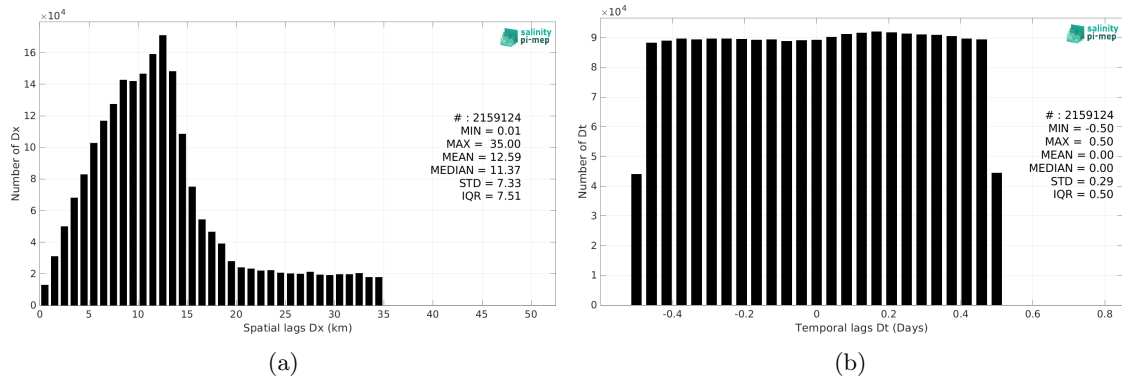 ×10⁴
16
14
12
10
8
6
4
2
0
Number of Dx
salinity
pi-mep
# : 2159124
MIN = 0.01
MAX = 35.00
MEAN = 12.59
MEDIAN = 11.37
STD = 7.33
IQR = 7.51
0 5 10 15 20 25 30 35 40 45 50
Spatial lags Dx (km)
(a)
×10⁴
9
8
7
6
5
4
3
2
1
0
Number of Dt
salinity
pi-mep
# : 2159124
MIN = -0.50
MAX = 0.50
MEAN = 0.00
MEDIAN = 0.00
STD = 0.29
IQR = 0.50
-0.4 -0.2 0 0.2 0.4 0.6 0.8
Temporal lags Dt (Days)
(b)